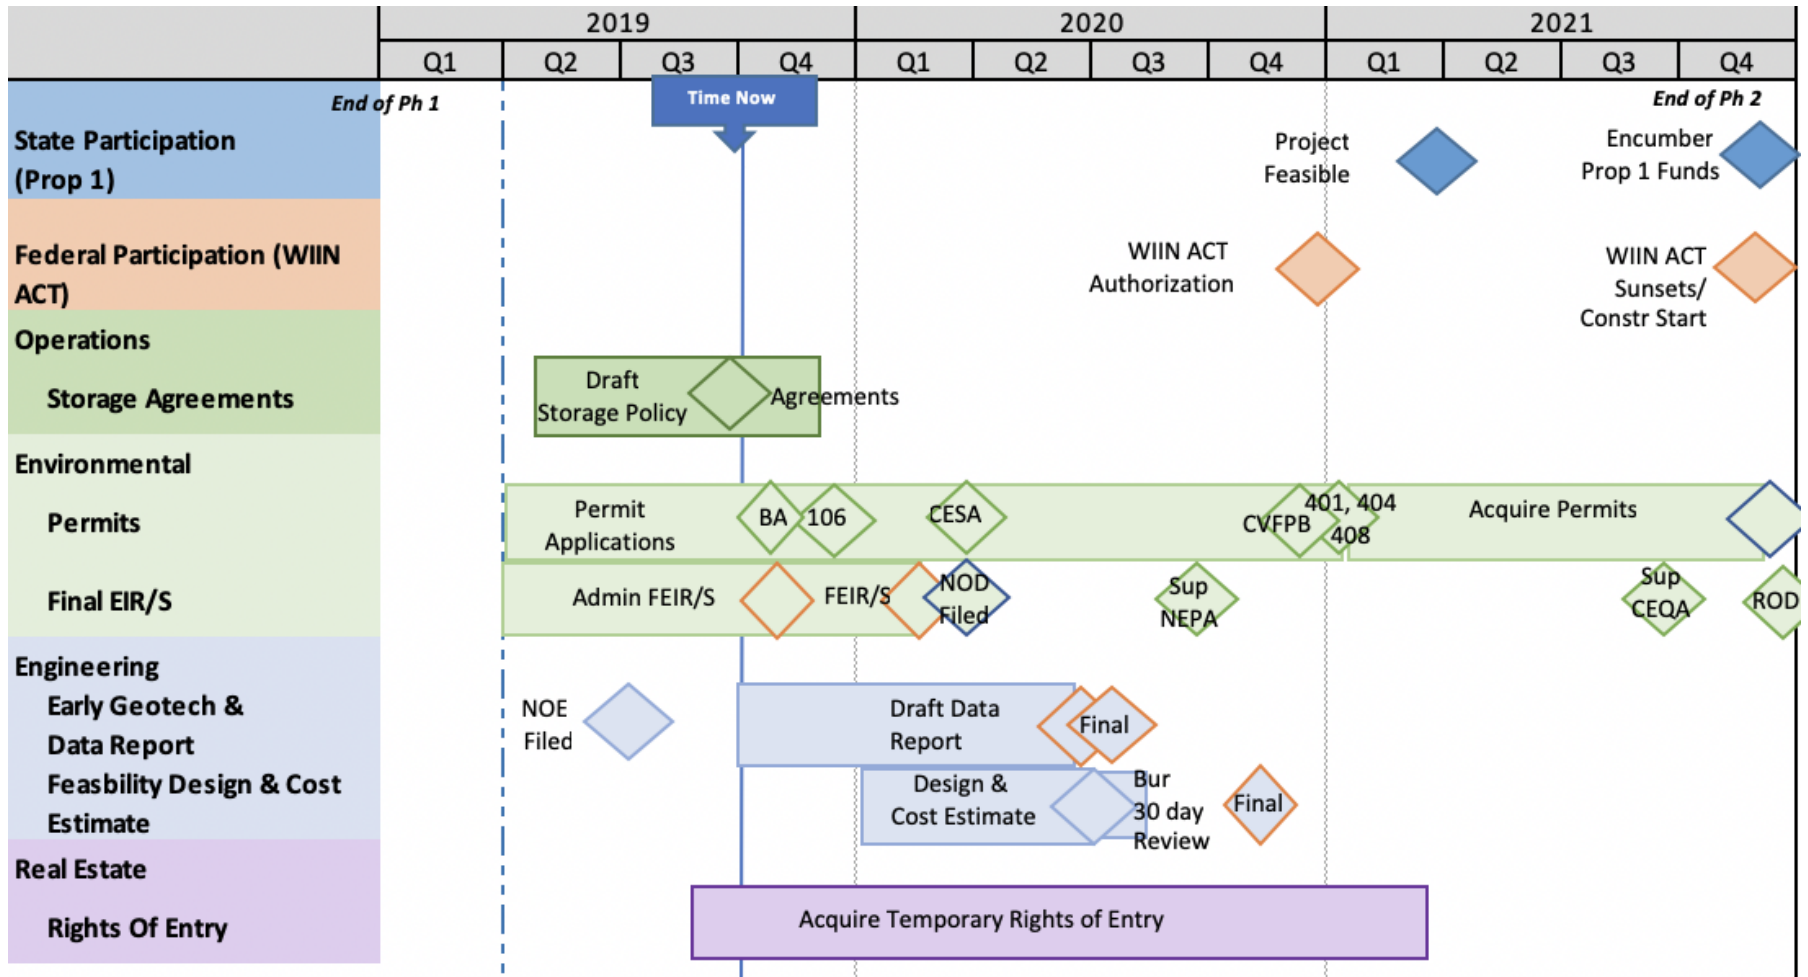 2019 2020 2021
Q1 Q2 Q3 Q4 Q1 Q2 Q3 Q4 Q1 Q2 Q3 Q4
End of Ph 1
Time Now
End of Ph 2
State Participation
(Prop 1)
Project
Feasible
Encumber
Prop 1 Funds
Federal Participation (WIIN
ACT)
WIIN ACT
Authorization
WIIN ACT
Sunsets/
Constr Start
Operations
Storage Agreements
Draft
Storage Policy
Agreements
Environmental
Permits
Permit
Applications
BA
106
CESA
CVFPB
401, 404
408
Acquire Permits
Final EIR/S
Admin FEIR/S
FEIR/S
NOD
Filed
Sup
NEPA
Sup
CEQA
ROD
Engineering
Early Geotech &
Data Report
NOE
Filed
Draft Data
Report
Final
Feasbility Design & Cost
Estimate
Design &
Cost Estimate
Bur
30 day
Review
Final
Real Estate
Rights Of Entry
Acquire Temporary Rights of Entry